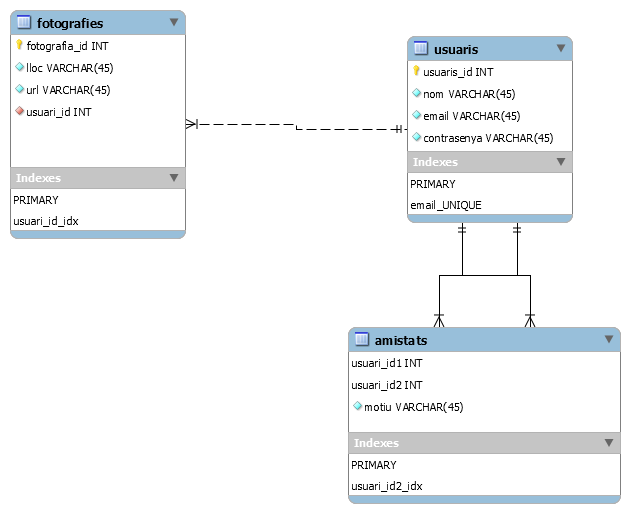 fotografies
fotografia_id INT
lloc VARCHAR(45)
url VARCHAR(45)
usuari_id INT
Indexes
PRIMARY
usuari_id_idx
usuaris
usuaris_id INT
nom VARCHAR(45)
email VARCHAR(45)
contrasenya VARCHAR(45)
Indexes
PRIMARY
email_UNIQUE
amistats
usuari_id1 INT
usuari_id2 INT
motiu VARCHAR(45)
Indexes
PRIMARY
usuari_id2_idx